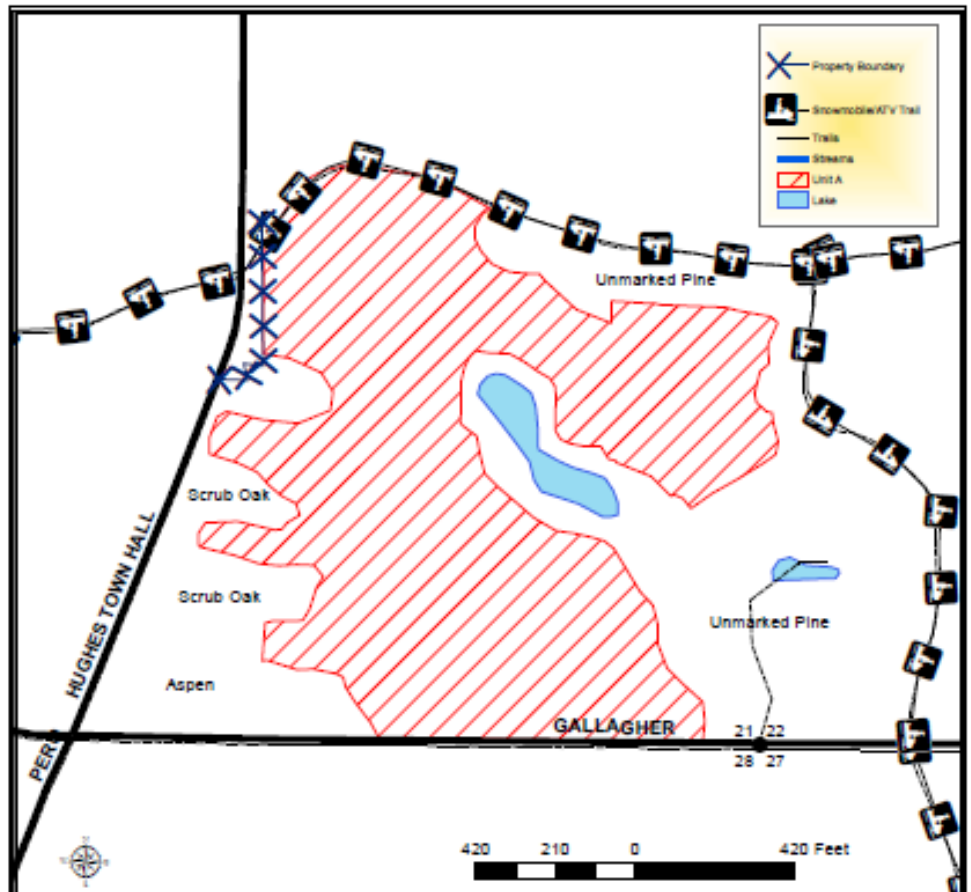 Property Boundary
Snowmobile/ATV Trail
Trails
Streams
Unit A
Lake
Unmarked Pine
Scrub Oak
HUGHES TOWN HALL
Scrub Oak
Unmarked Pine
Aspen
GALLAGHER
21 22
28 27
420 210 0 420 Feet